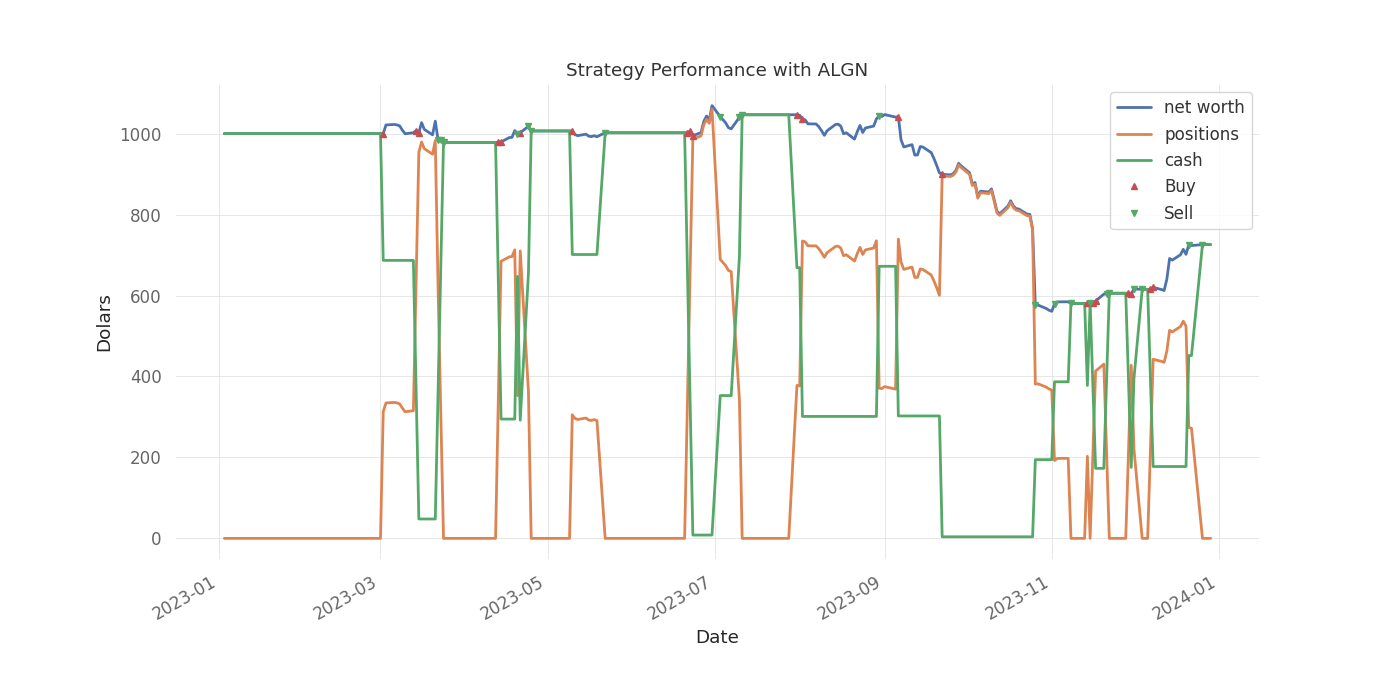 Strategy Performance with ALGN
net worth
positions
cash
Buy
Sell
Dolars
1000
800
600
400
200
0
2023-01
2023-03
2023-05
2023-07
2023-09
2023-11
2024-01
Date